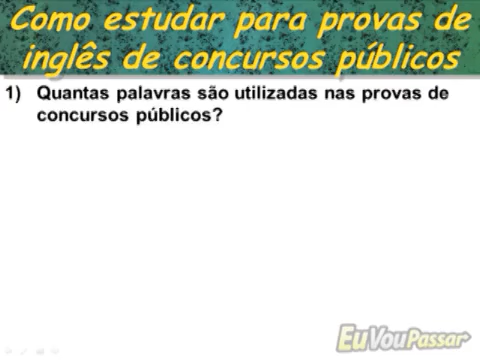 Como estudar para provas de
inglês de concursos públicos
1) Quantas palavras são utilizadas nas provas de
concursos públicos?
EuVouPassar